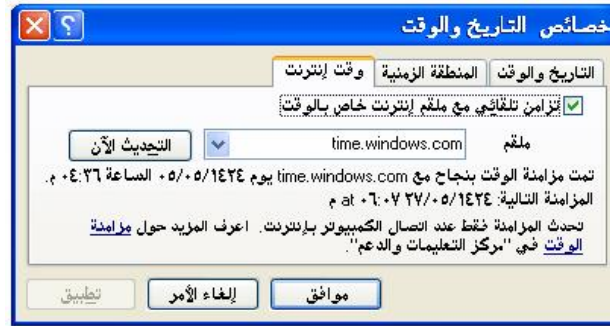 خصائص التاريخ والوقت
التاريخ والوقت المنطقة الزمنية وقت إنترنت
تزامن تلقائي مع ملقم إنترنت خاص بالوقت
ملقم time.windows.com التحديث الآن
تمت مزامنة الوقت بنجاح مع time.windows.com يوم ٠٥/٠٥/١٤٢٤ الساعة ٠٤:٢٦ م.
المزامنة التالية: ٢٧/٠٥/١٤٢٤ at ٠٦:٠٧ م
تحدث المزامنة فقط عند اتصال الكمبيوتر بإنترنت. اعرف المزيد حول مزامنة
الوقت في "مركز التعليمات والدعم".
موافق إلغاء الأمر تطبيق